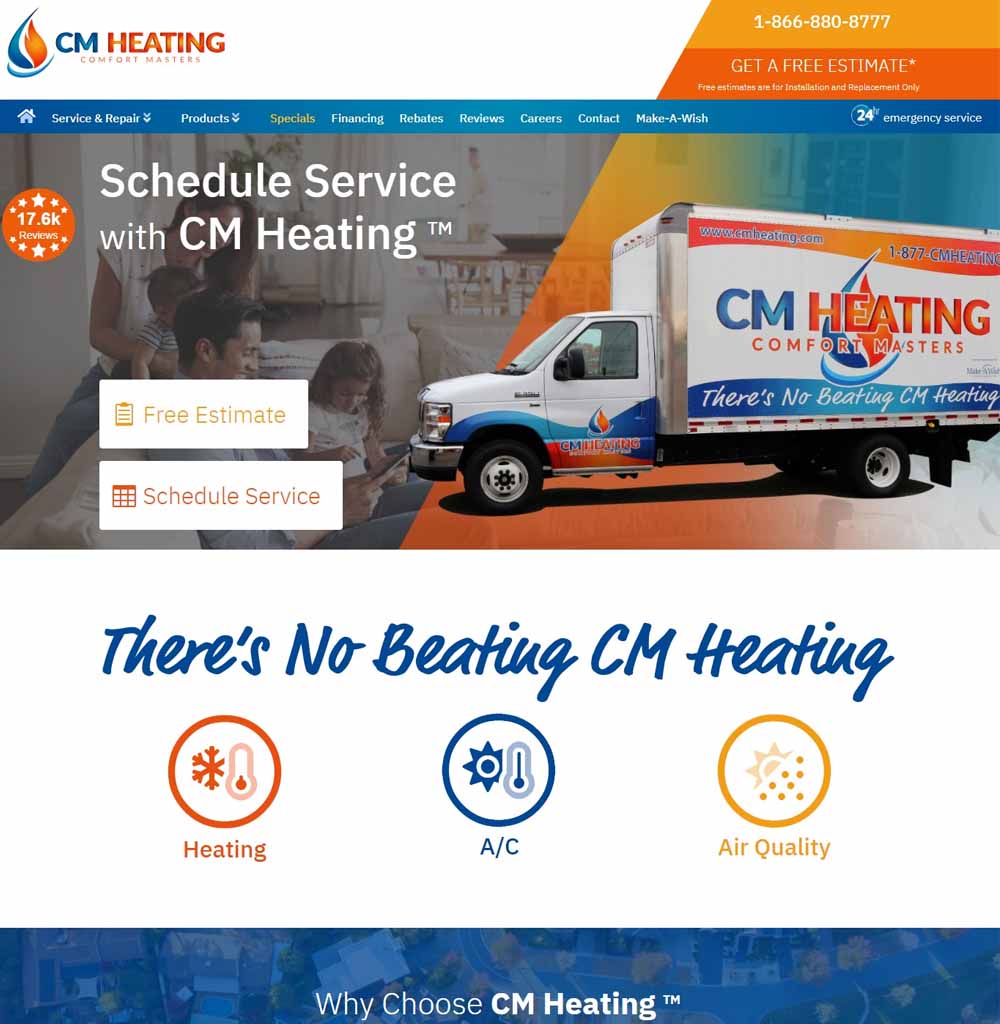 CM HEATING
COMFORT MASTERS
1-866-880-8777
GET A FREE ESTIMATE*
Free estimates are for Installation and Replacement Only
Service & Repair
Products
Specials
Financing
Rebates
Reviews
Careers
Contact
Make-A-Wish
24hr emergency service
Schedule Service
with CM Heating ™
17.6k
Reviews
Free Estimate
Schedule Service
www.cmheating.com
1-877-CMHEATING
CM HEATING
COMFORT MASTERS
Make-A-Wish
There's No Beating CM Heating
CM HEATING
COMFORT MASTERS
There's No Beating CM Heating
Heating
A/C
Air Quality
Why Choose CM Heating ™